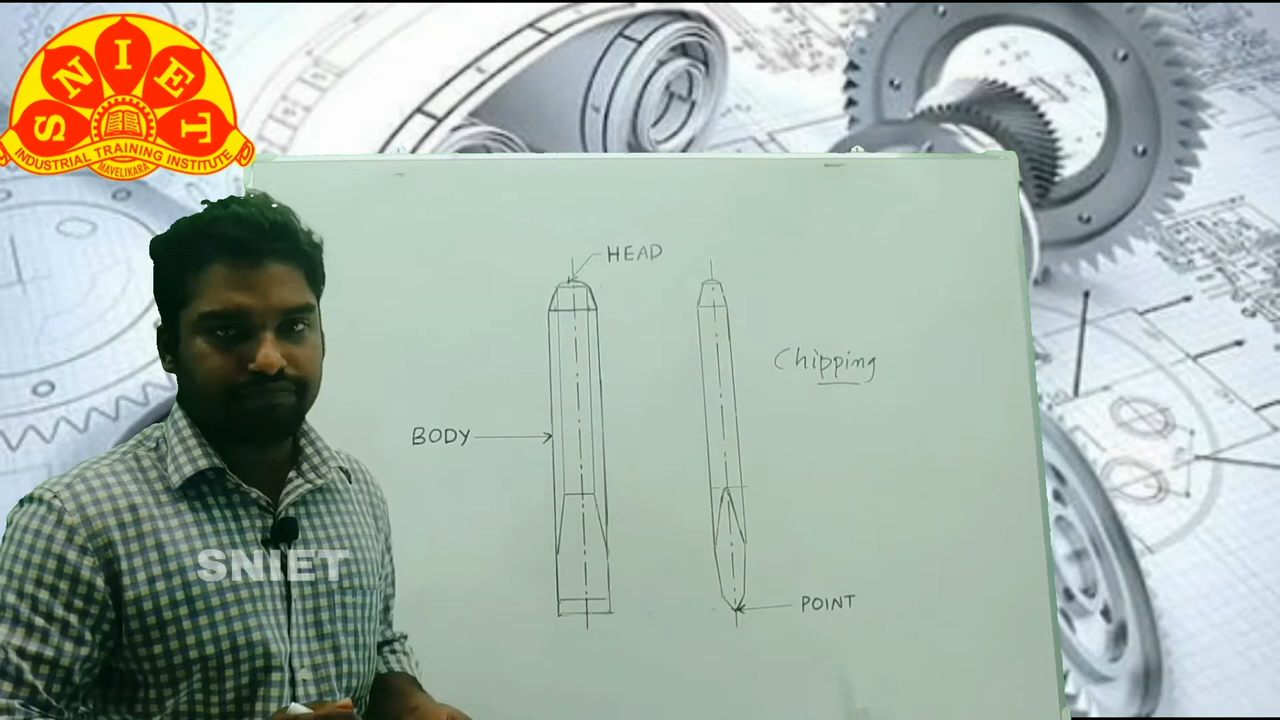 SNIET
INDUSTRIAL TRAINING INSTITUTE
MAVELIKARA
HEAD
Chipping
BODY
SNIET
POINT